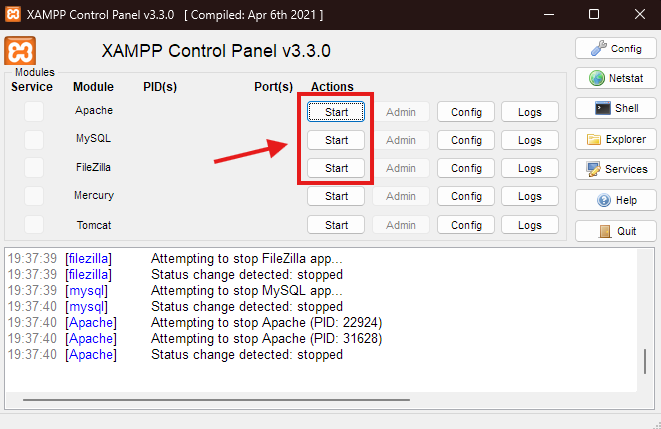 XAMPP Control Panel v3.3.0 [ Compiled: Apr 6th 2021 ]
XAMPP Control Panel v3.3.0
Config
Modules
Service Module PID(s) Port(s) Actions
Netstat
Apache Start Admin Config Logs
Shell
MySQL Start Admin Config Logs
Explorer
FileZilla Start Admin Config Logs
Services
Mercury Start Admin Config Logs
Help
Tomcat Start Admin Config Logs
Quit
19:37:39 [filezilla] Attempting to stop FileZilla app...
19:37:39 [filezilla] Status change detected: stopped
19:37:39 [mysql] Attempting to stop MySQL app...
19:37:40 [mysql] Status change detected: stopped
19:37:40 [Apache] Attempting to stop Apache (PID: 22924)
19:37:40 [Apache] Attempting to stop Apache (PID: 31628)
19:37:40 [Apache] Status change detected: stopped